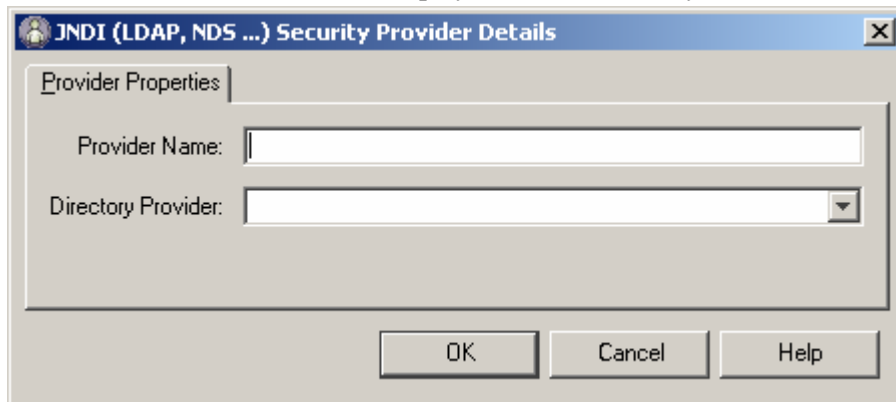 JNDI (LDAP, NDS ...) Security Provider Details
Provider Properties
Provider Name:
Directory Provider:
OK Cancel Help